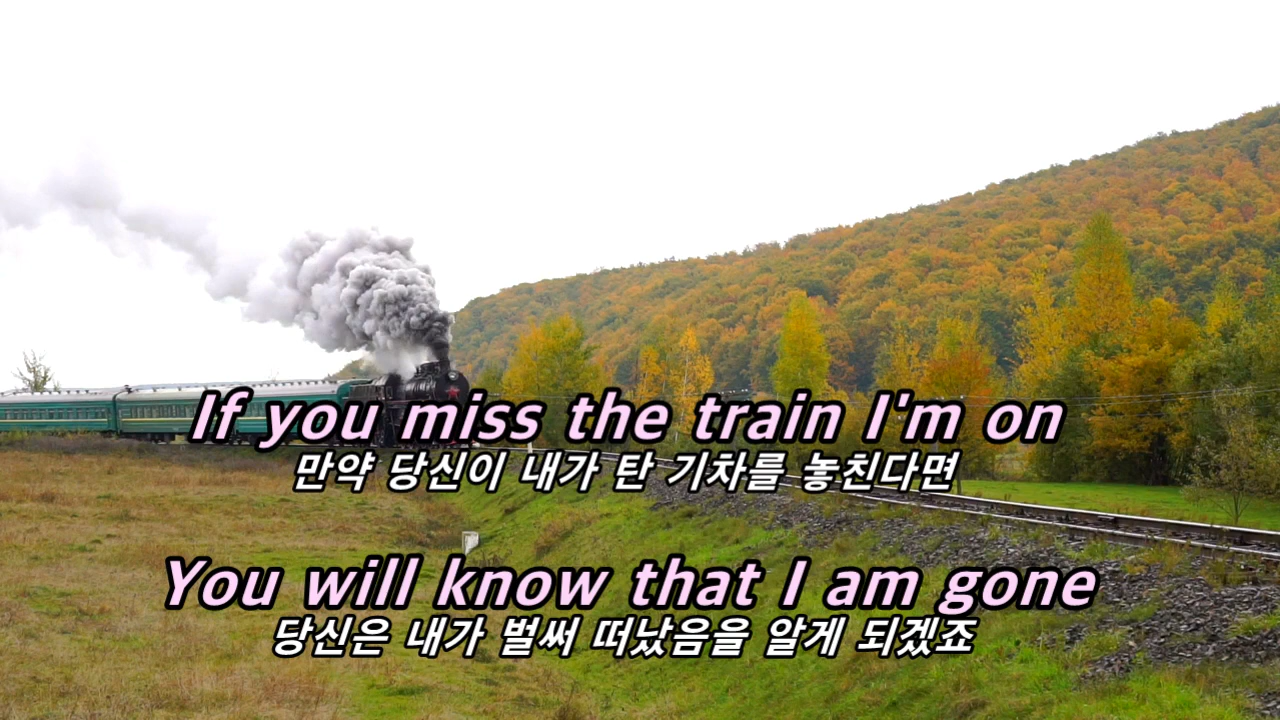 If you miss the train I'm on
만약 당신이 내가 탄 기차를 놓친다면
You will know that I am gone
당신은 내가 벌써 떠났음을 알게 되겠죠